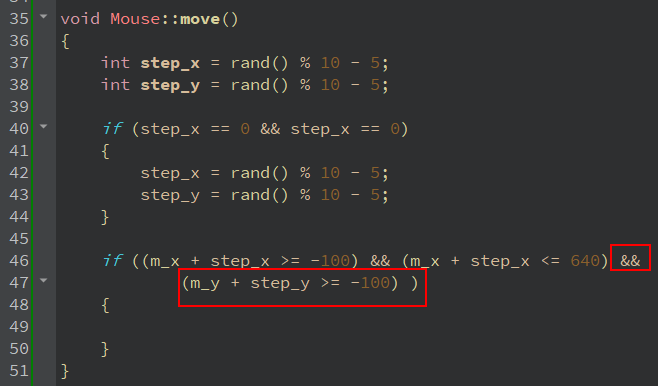 35 void Mouse::move()
36 {
37     int step_x = rand() % 10 - 5;
38     int step_y = rand() % 10 - 5;
39
40     if (step_x == 0 && step_x == 0)
41     {
42         step_x = rand() % 10 - 5;
43         step_y = rand() % 10 - 5;
44     }
45
46     if ((m_x + step_x >= -100) && (m_x + step_x <= 640) &&
47             (m_y + step_y >= -100) )
48     {
49
50     }
51 }